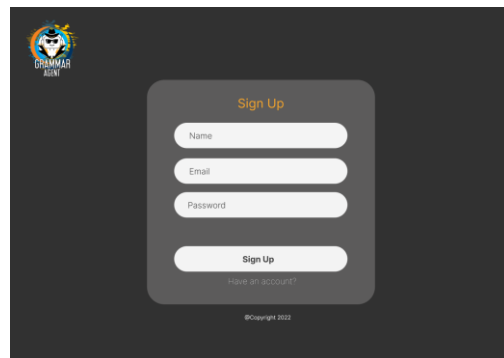 GRAMMAR
AGENT
Sign Up
Name
Email
Password
Sign Up
Have an account?
@Copyright 2022